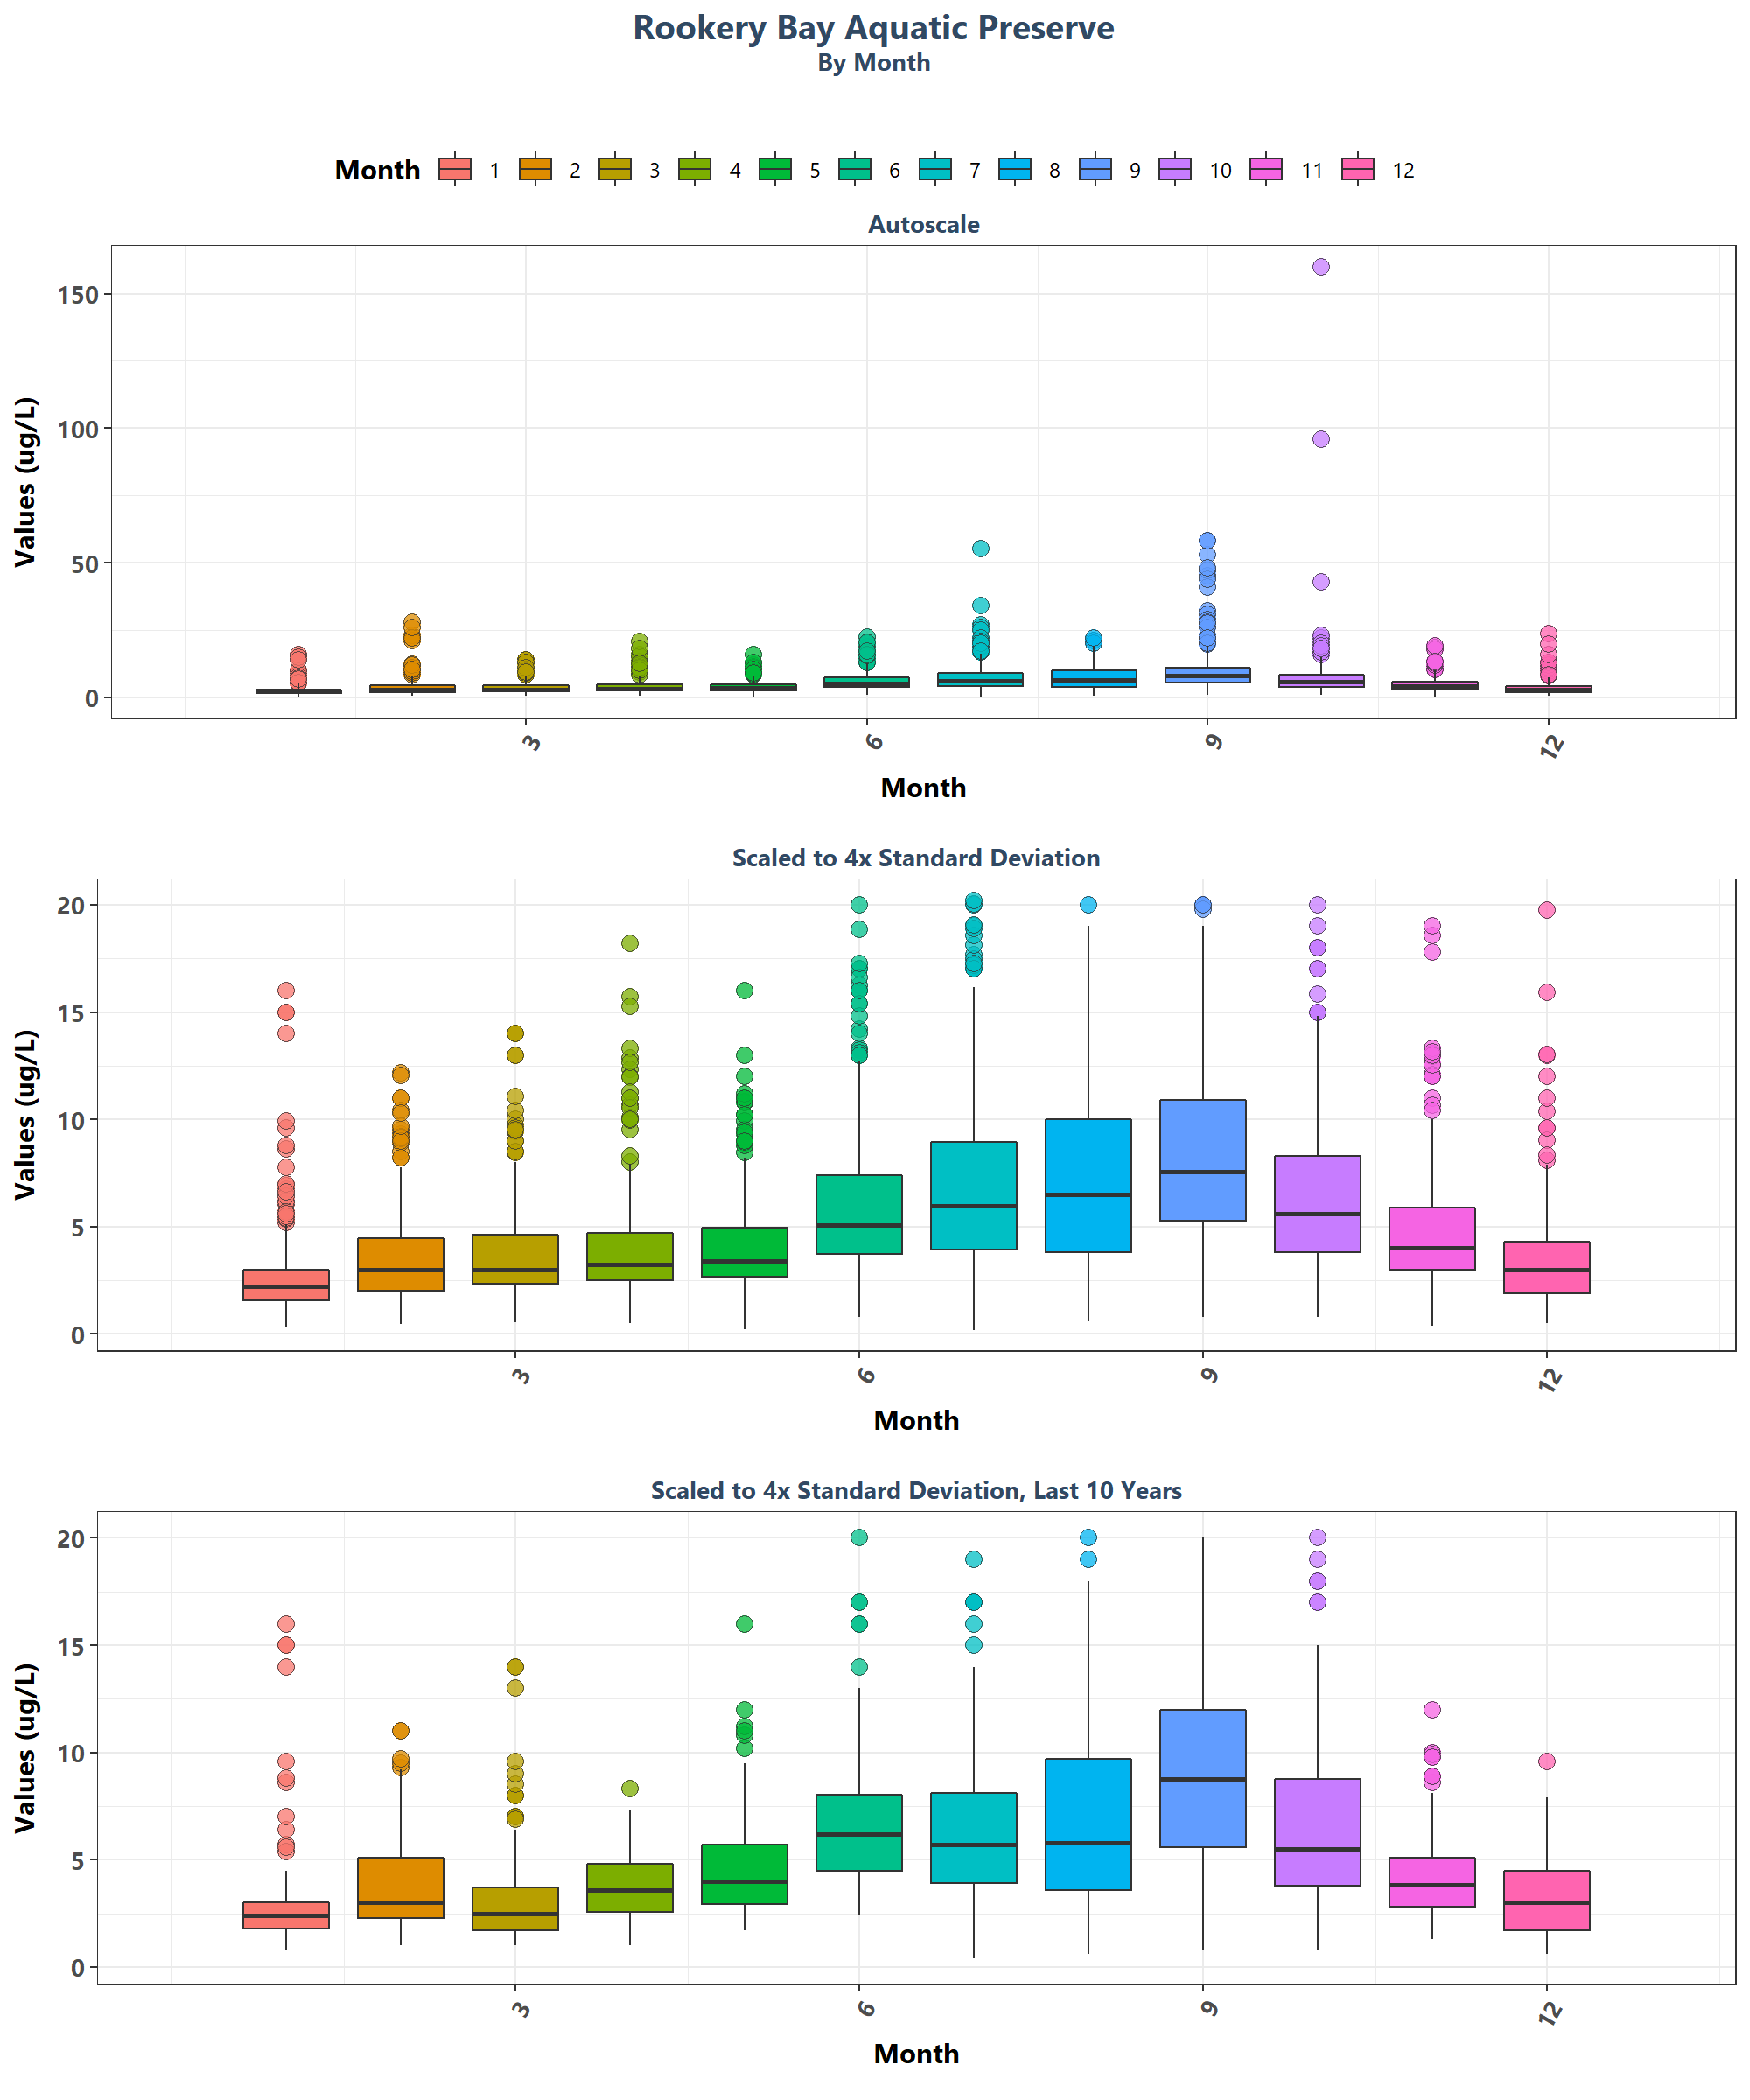 Rookery Bay Aquatic Preserve
By Month
Month 1 2 3 4 5 6 7 8 9 10 11 12
Autoscale
Values (ug/L)
150
100
50
0
3 6 9 12
Month
Scaled to 4x Standard Deviation
Values (ug/L)
20
15
10
5
0
3 6 9 12
Month
Scaled to 4x Standard Deviation, Last 10 Years
Values (ug/L)
20
15
10
5
0
3 6 9 12
Month